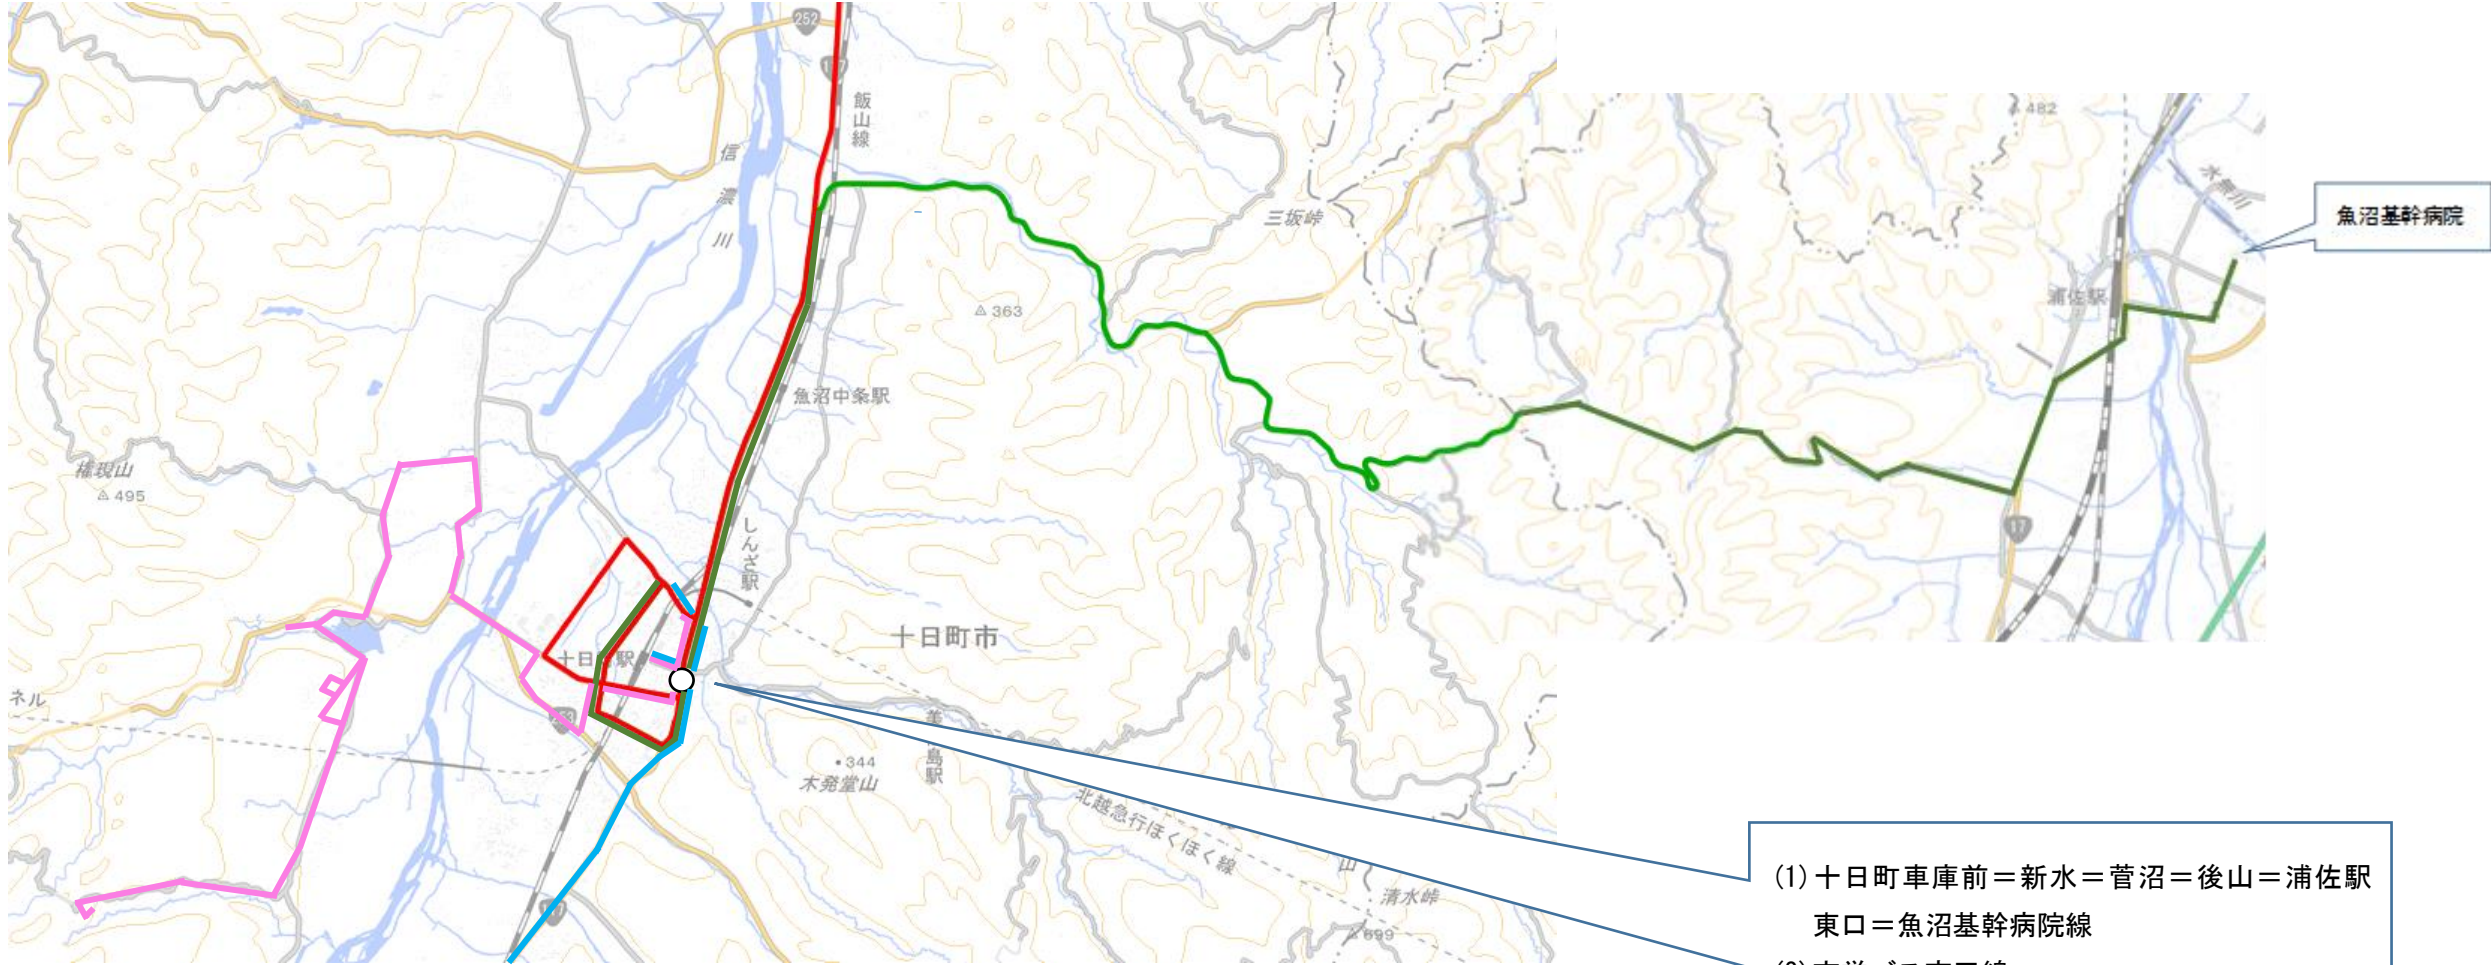 252
飯山線
信濃川
482
水無川
魚沼基幹病院
三坂峠
363
浦佐駅
魚沼中条駅
権現山
495
しんざ駅
17
十日町市
ネル
344
木発堂山
島駅
北越急行ほくほく線
山
清水峠
699
(1)十日町車庫前＝新水＝菅沼＝後山＝浦佐駅
東口＝魚沼基幹病院線